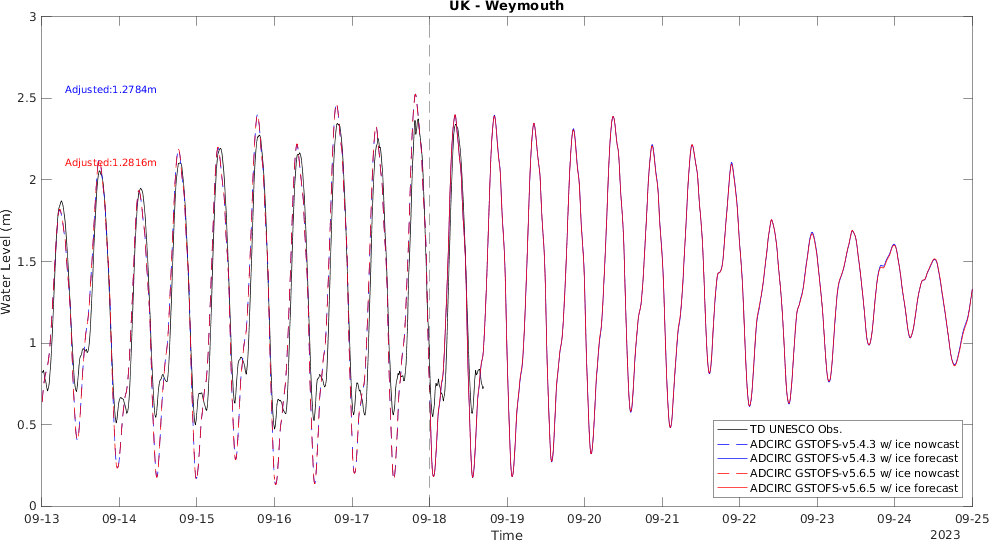 UK - Weymouth
3
2.5
2
1.5
1
0.5
0
Water Level (m)
Adjusted:1.2784m
Adjusted:1.2816m
TD UNESCO Obs.
ADCIRC GSTOFS-v5.4.3 w/ ice nowcast
ADCIRC GSTOFS-v5.4.3 w/ ice forecast
ADCIRC GSTOFS-v5.6.5 w/ ice nowcast
ADCIRC GSTOFS-v5.6.5 w/ ice forecast
09-13 09-14 09-15 09-16 09-17 09-18 09-19 09-20 09-21 09-22 09-23 09-24 09-25
Time
2023